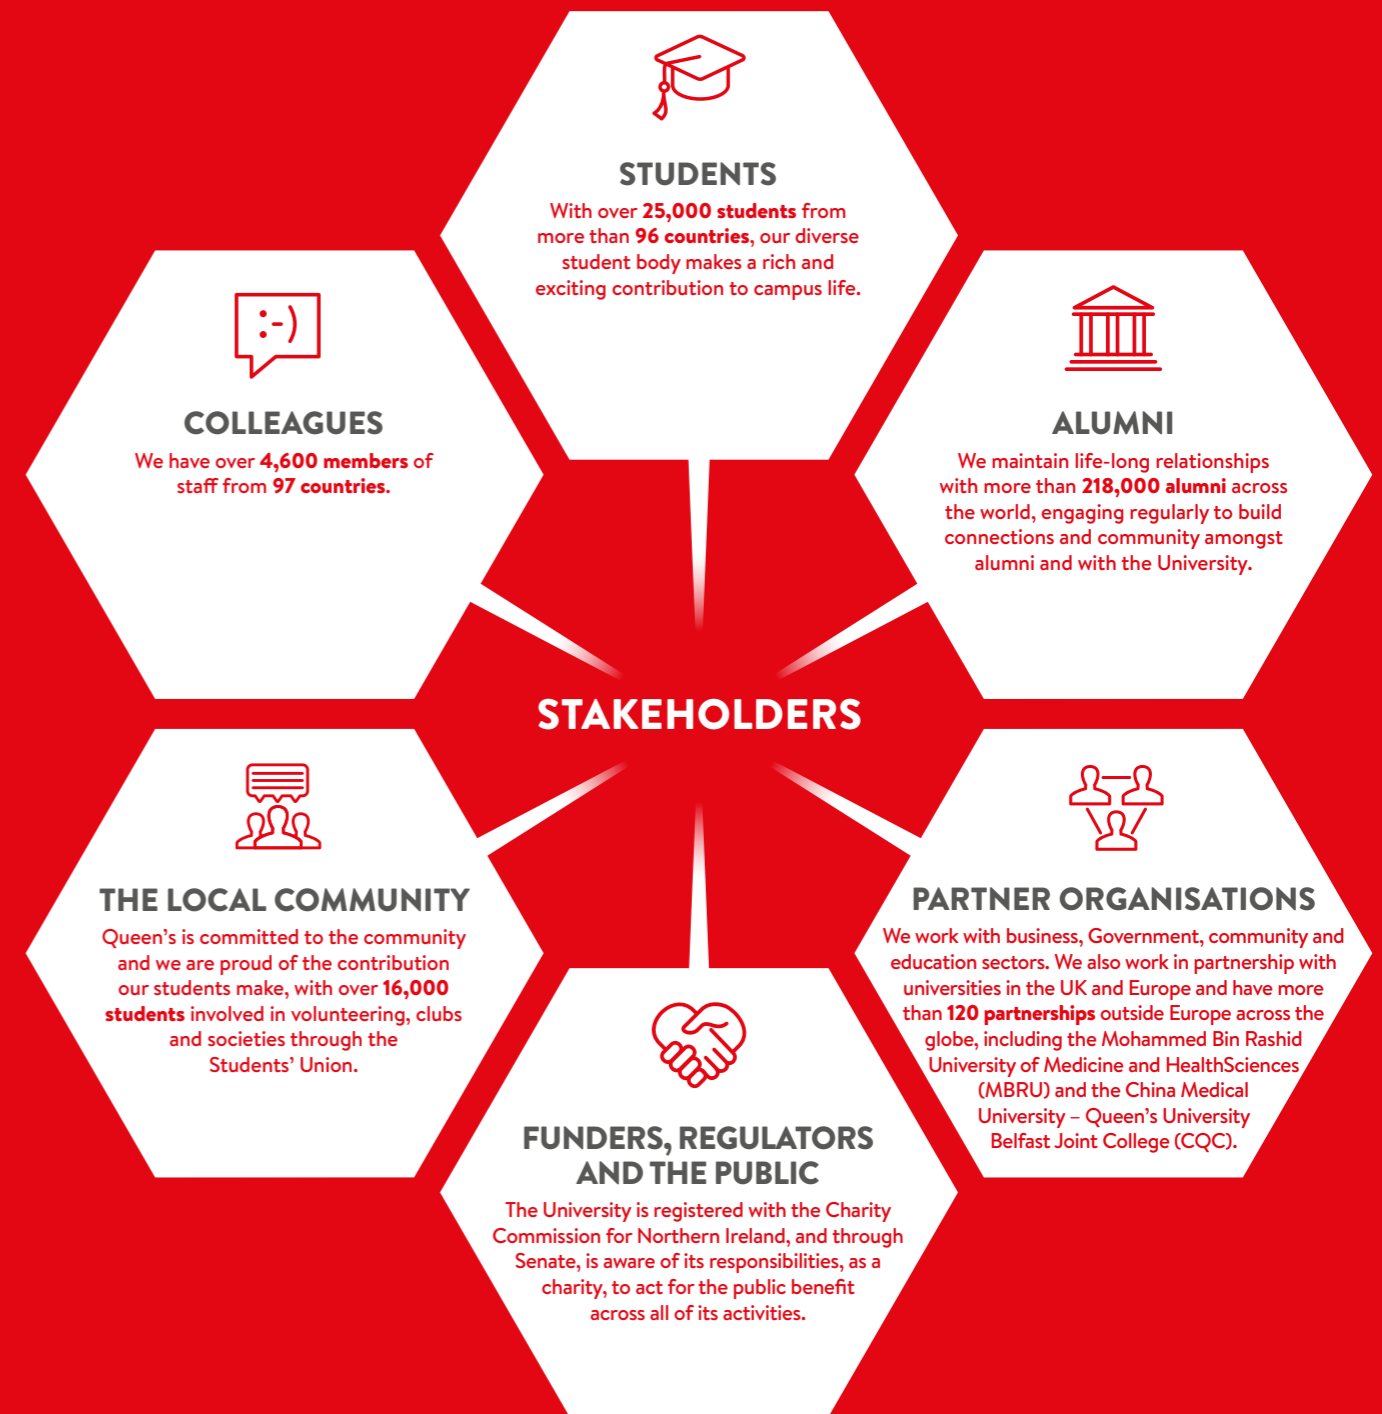 STUDENTS
With over 25,000 students from
more than 96 countries, our diverse
student body makes a rich and
exciting contribution to campus life.
:-)
COLLEAGUES
We have over 4,600 members of
staff from 97 countries.
ALUMNI
We maintain life-long relationships
with more than 218,000 alumni across
the world, engaging regularly to build
connections and community amongst
alumni and with the University.
STAKEHOLDERS
THE LOCAL COMMUNITY
Queen's is committed to the community
and we are proud of the contribution
our students make, with over 16,000
students involved in volunteering, clubs
and societies through the
Students' Union.
PARTNER ORGANISATIONS
We work with business, Government, community and
education sectors. We also work in partnership with
universities in the UK and Europe and have more
than 120 partnerships outside Europe across the
globe, including the Mohammed Bin Rashid
University of Medicine and HealthSciences
(MBRU) and the China Medical
University – Queen's University
Belfast Joint College (CQC).
FUNDERS, REGULATORS
AND THE PUBLIC
The University is registered with the Charity
Commission for Northern Ireland, and through
Senate, is aware of its responsibilities, as a
charity, to act for the public benefit
across all of its activities.